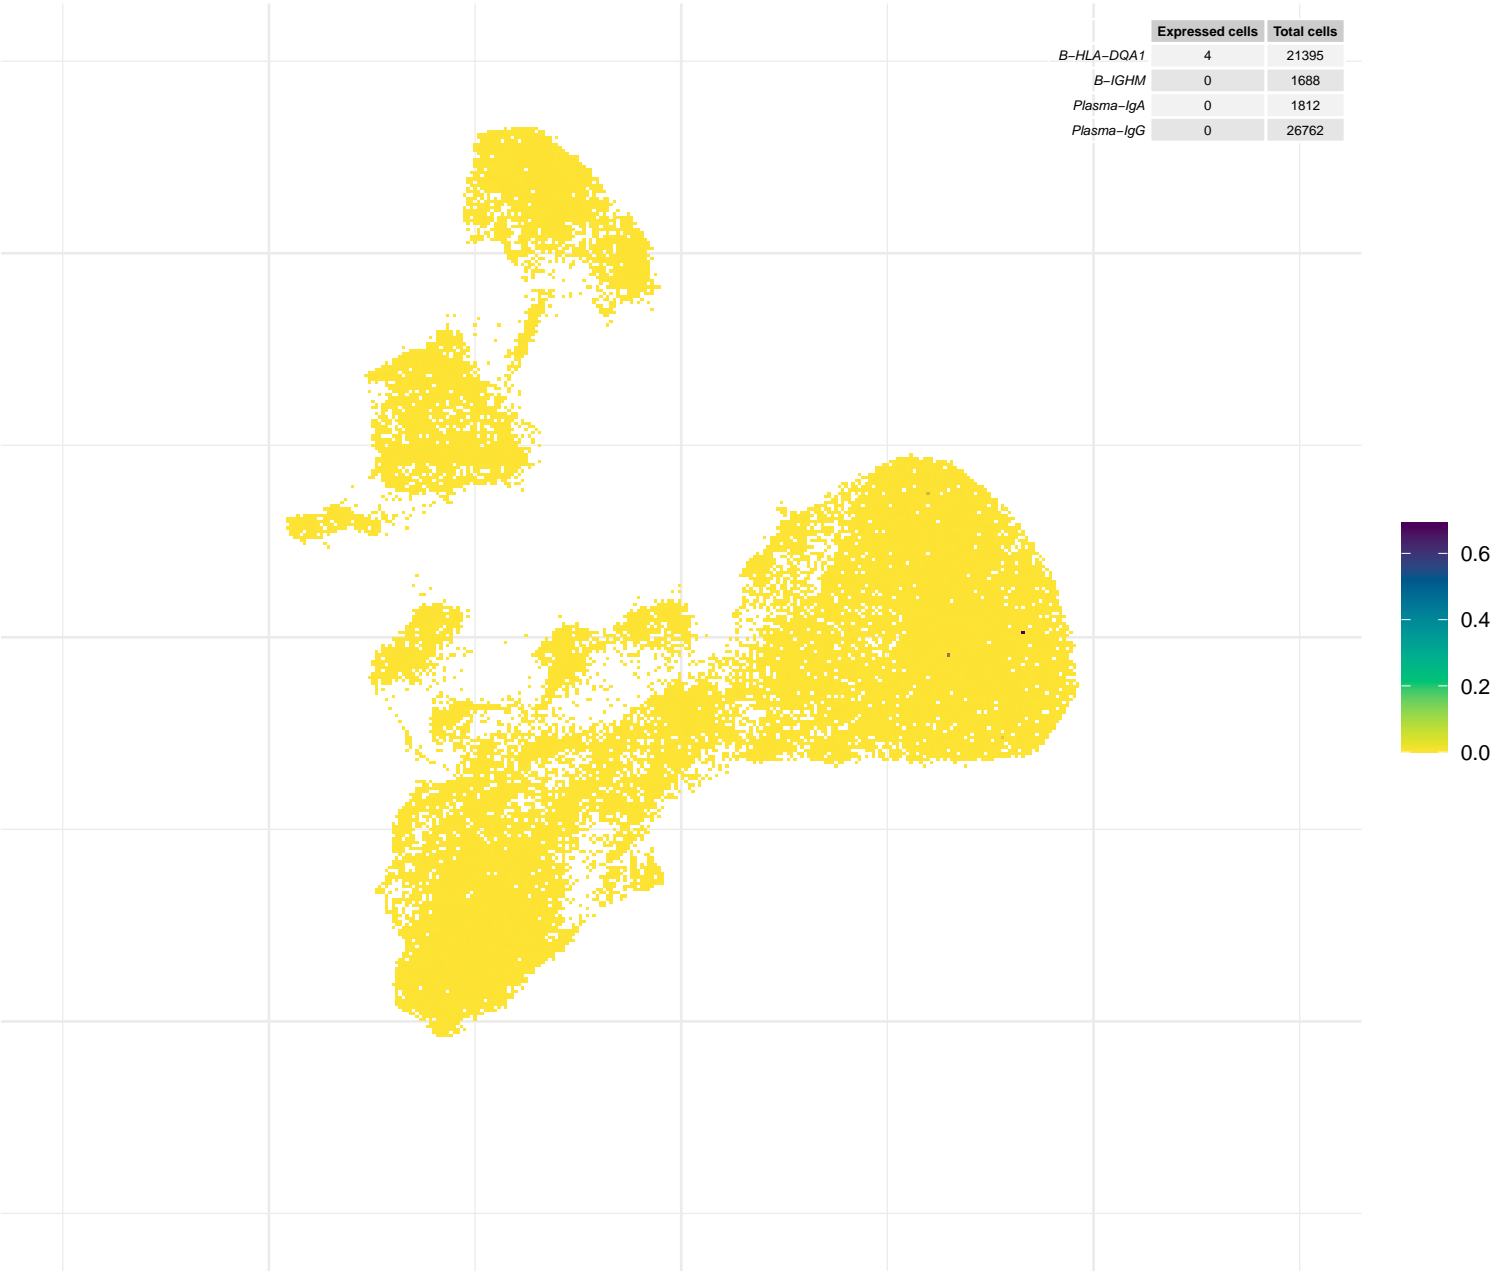 Expressed cells Total cells
B−HLA−DQA1 4 21395
B−IGHM 0 1688
Plasma−IgA 0 1812
Plasma−IgG 0 26762
0.6
0.4
0.2
0.0